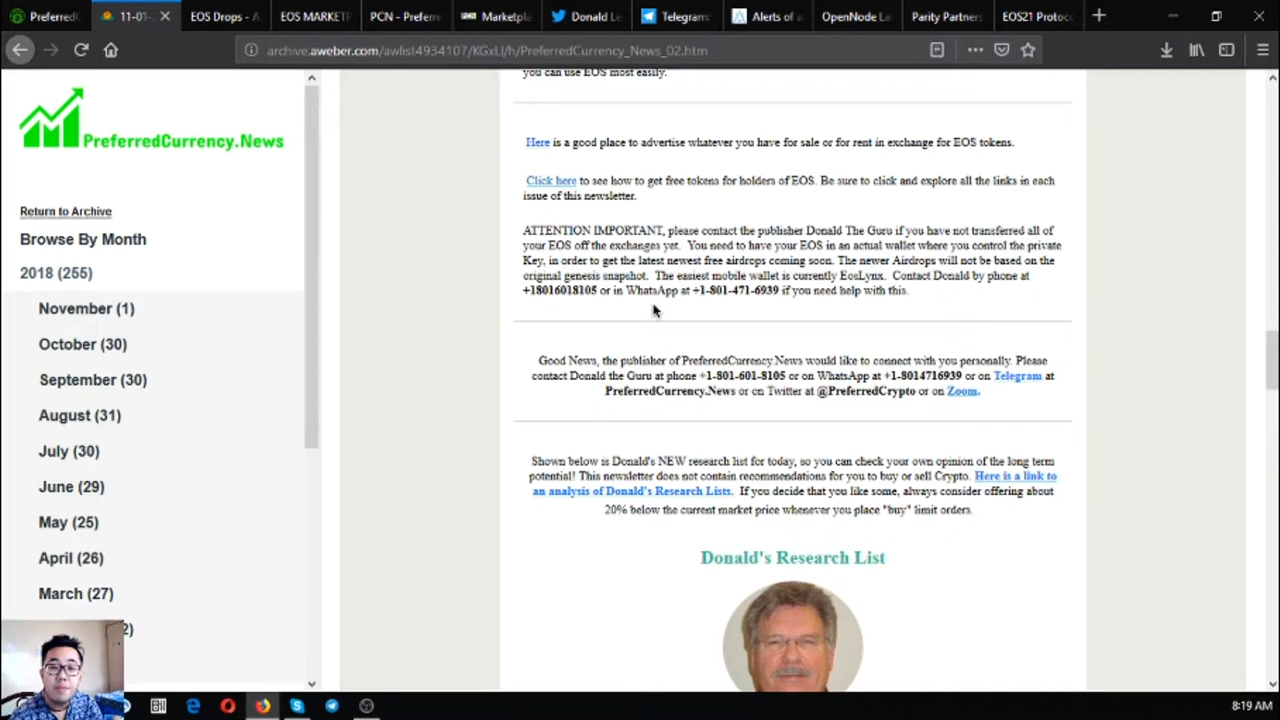 PreferredC
11-01-
EOS Drops - A
EOS MARKETP
PCN - Preferre
Marketpla
Donald Le
Telegram:
Alerts of a
OpenNode La
Parity Partners
EOS21 Protoc
archive.aweber.com/awlist4934107/KGxLl/h/PreferredCurrency_News_02.htm
PreferredCurrency.News
Return to Archive
Browse By Month
2018 (255)
November (1)
October (30)
September (30)
August (31)
July (30)
June (29)
May (25)
April (26)
March (27)
2)
you can use EOS most easily.
Here is a good place to advertise whatever you have for sale or for rent in exchange for EOS tokens.
Click here to see how to get free tokens for holders of EOS. Be sure to click and explore all the links in each
issue of this newsletter.
ATTENTION IMPORTANT, please contact the publisher Donald The Guru if you have not transferred all of
your EOS off the exchanges yet. You need to have your EOS in an actual wallet where you control the private
Key, in order to get the latest newest free airdrops coming soon. The newer Airdrops will not be based on the
original genesis snapshot. The easiest mobile wallet is currently EosLynx. Contact Donald by phone at
+18016018105 or in WhatsApp at +1-801-471-6939 if you need help with this.
Good News, the publisher of PreferredCurrency.News would like to connect with you personally. Please
contact Donald the Guru at phone +1-801-601-8105 or on WhatsApp at +1-8014716939 or on Telegram at
PreferredCurrency.News or on Twitter at @PreferredCrypto or on Zoom.
Shown below is Donald's NEW research list for today, so you can check your own opinion of the long term
potential! This newsletter does not contain recommendations for you to buy or sell Crypto. Here is a link to
an analysis of Donald's Research Lists. If you decide that you like some, always consider offering about
20% below the current market price whenever you place "buy" limit orders.
Donald's Research List
8:19 AM